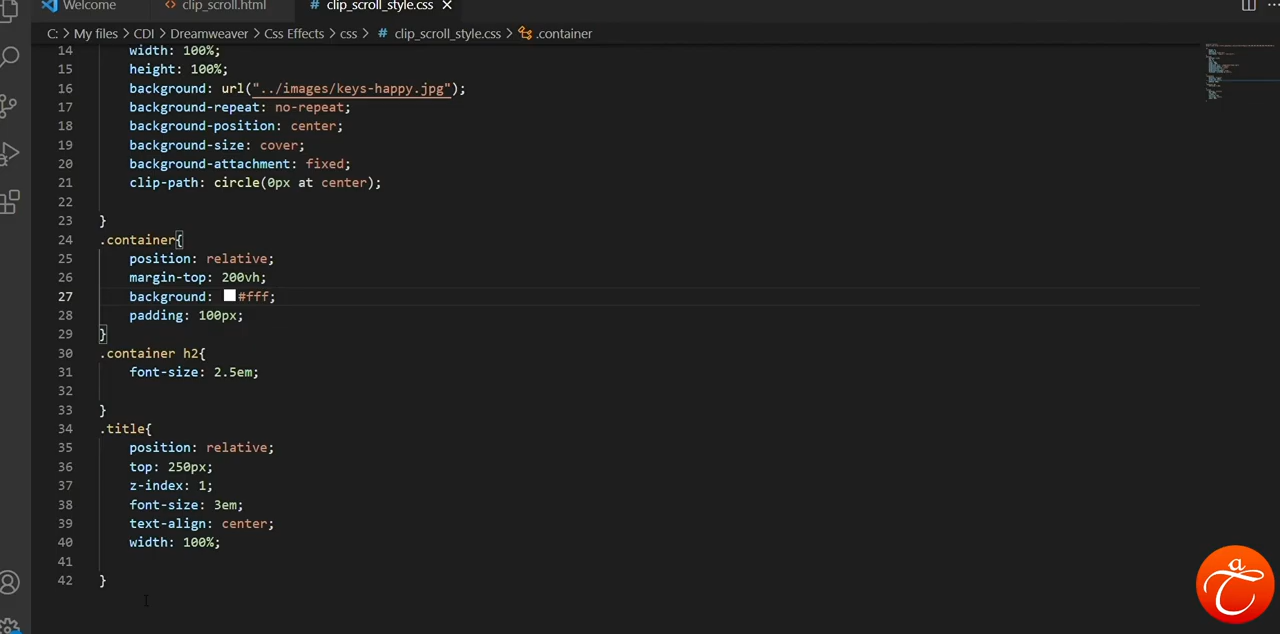 Welcome <> clip_scroll.html # clip_scroll_style.css ×
C: > My files > CDI > Dreamweaver > Css Effects > css > # clip_scroll_style.css > .container
14 width: 100%;
15 height: 100%;
16 background: url("../images/keys-happy.jpg");
17 background-repeat: no-repeat;
18 background-position: center;
19 background-size: cover;
20 background-attachment: fixed;
21 clip-path: circle(0px at center);
22
23 }
24 .container{
25 position: relative;
26 margin-top: 200vh;
27 background: #fff;
28 padding: 100px;
29 }
30 .container h2{
31 font-size: 2.5em;
32
33 }
34 .title{
35 position: relative;
36 top: 250px;
37 z-index: 1;
38 font-size: 3em;
39 text-align: center;
40 width: 100%;
41
42 }